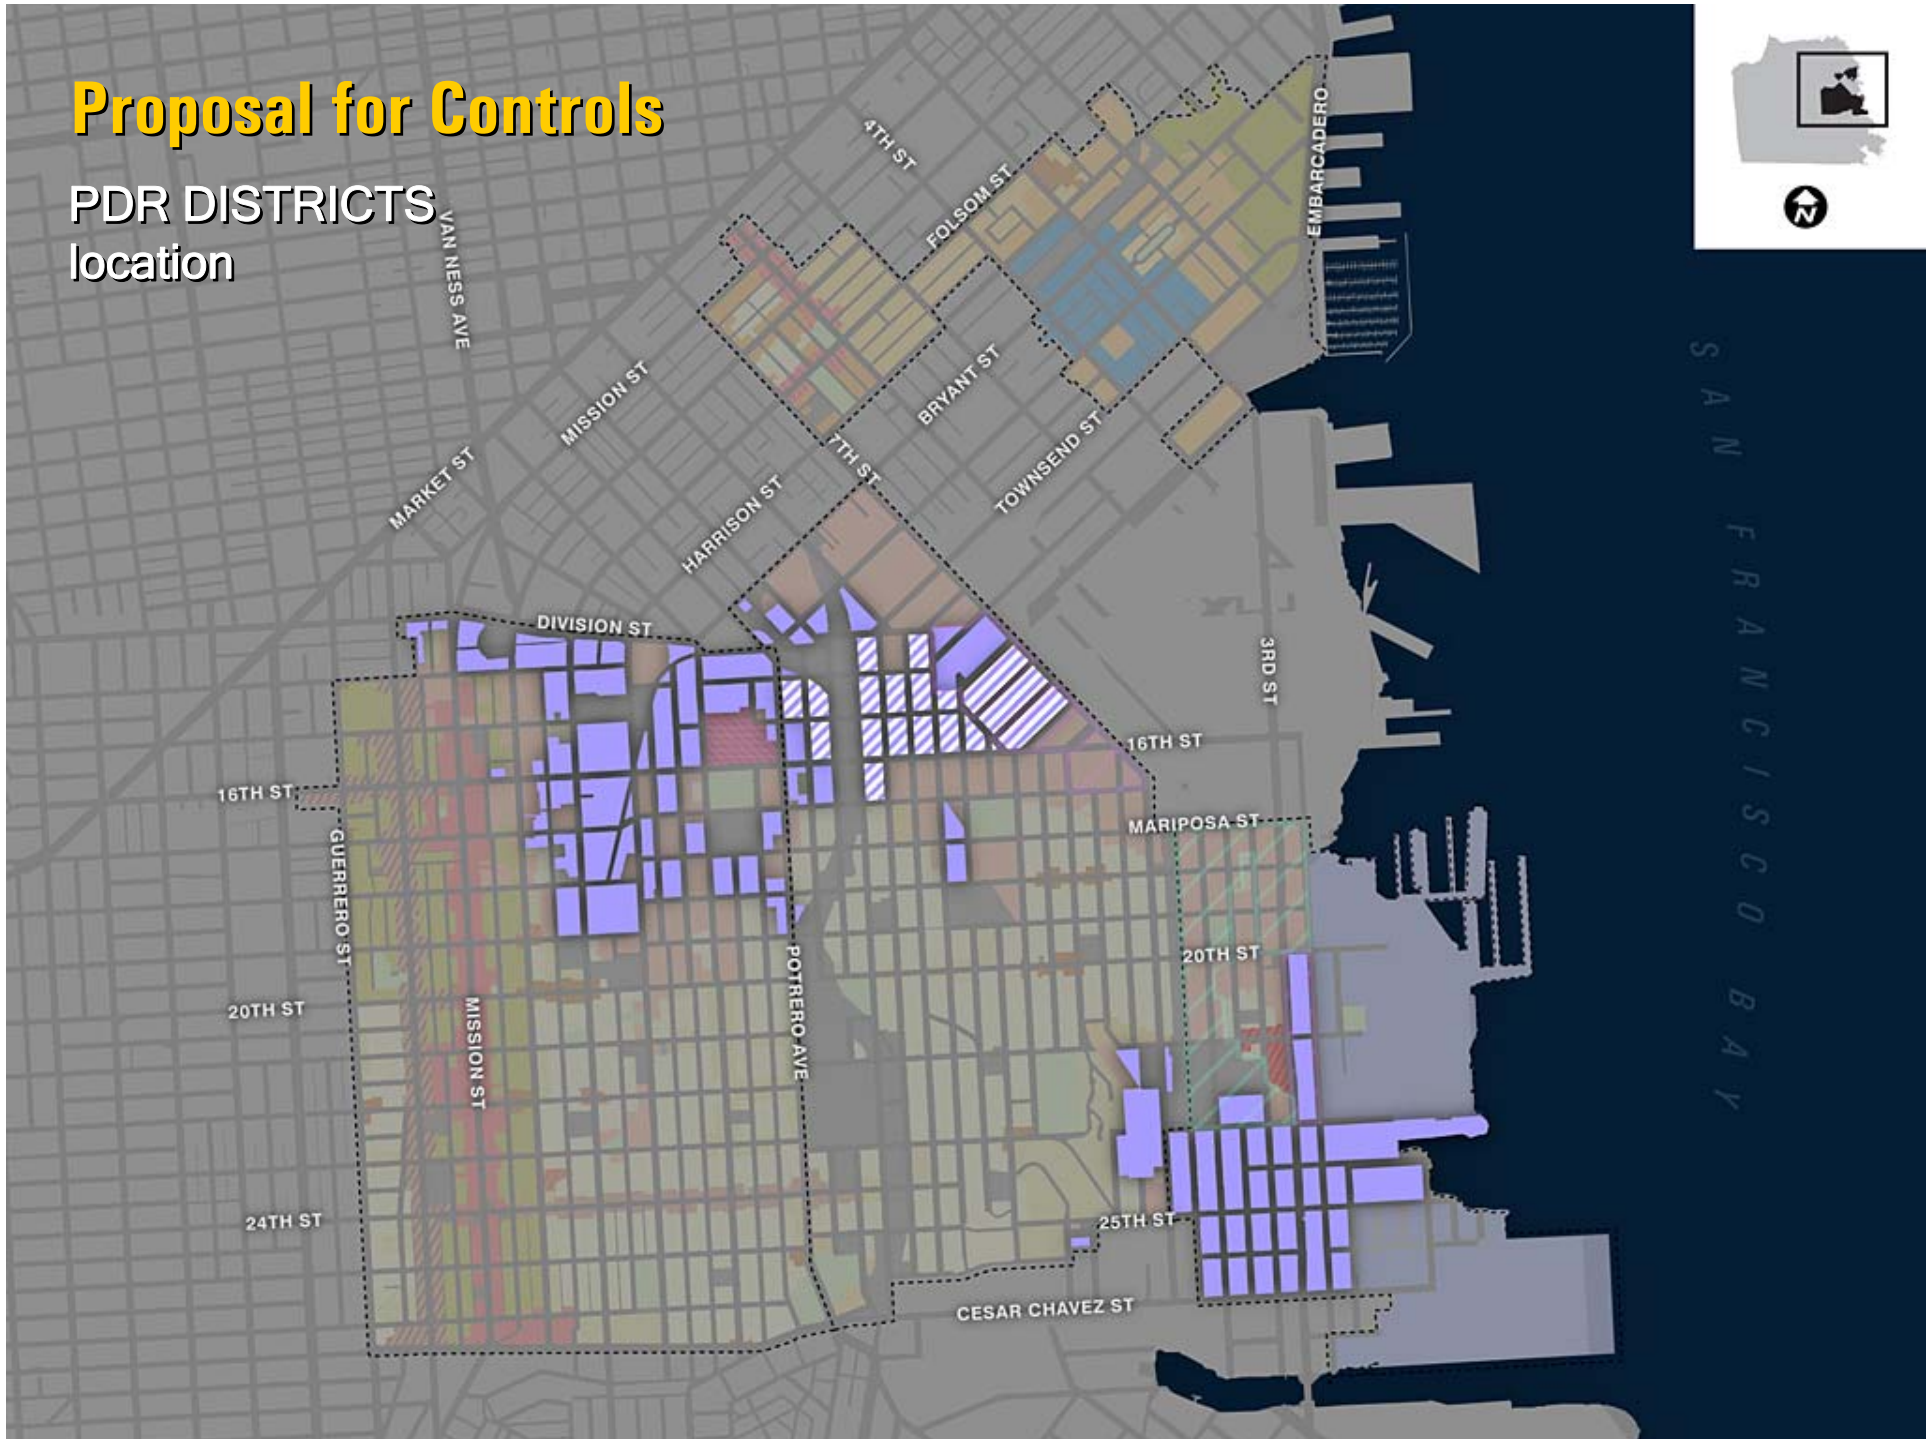 Proposal for Controls
PDR DISTRICTS
location
VAN NESS AVE
4TH ST
FOLSOM ST
EMBARCADERO
N
MISSION ST
BRYANT ST
MARKET ST
7TH ST
TOWNSEND ST
HARRISON ST
DIVISION ST
3RD ST
16TH ST
16TH ST
MARIPOSA ST
GUERRERO ST
20TH ST
POTRERO AVE
20TH ST
MISSION ST
24TH ST
25TH ST
CESAR CHAVEZ ST
SAN FRANCISCO BAY